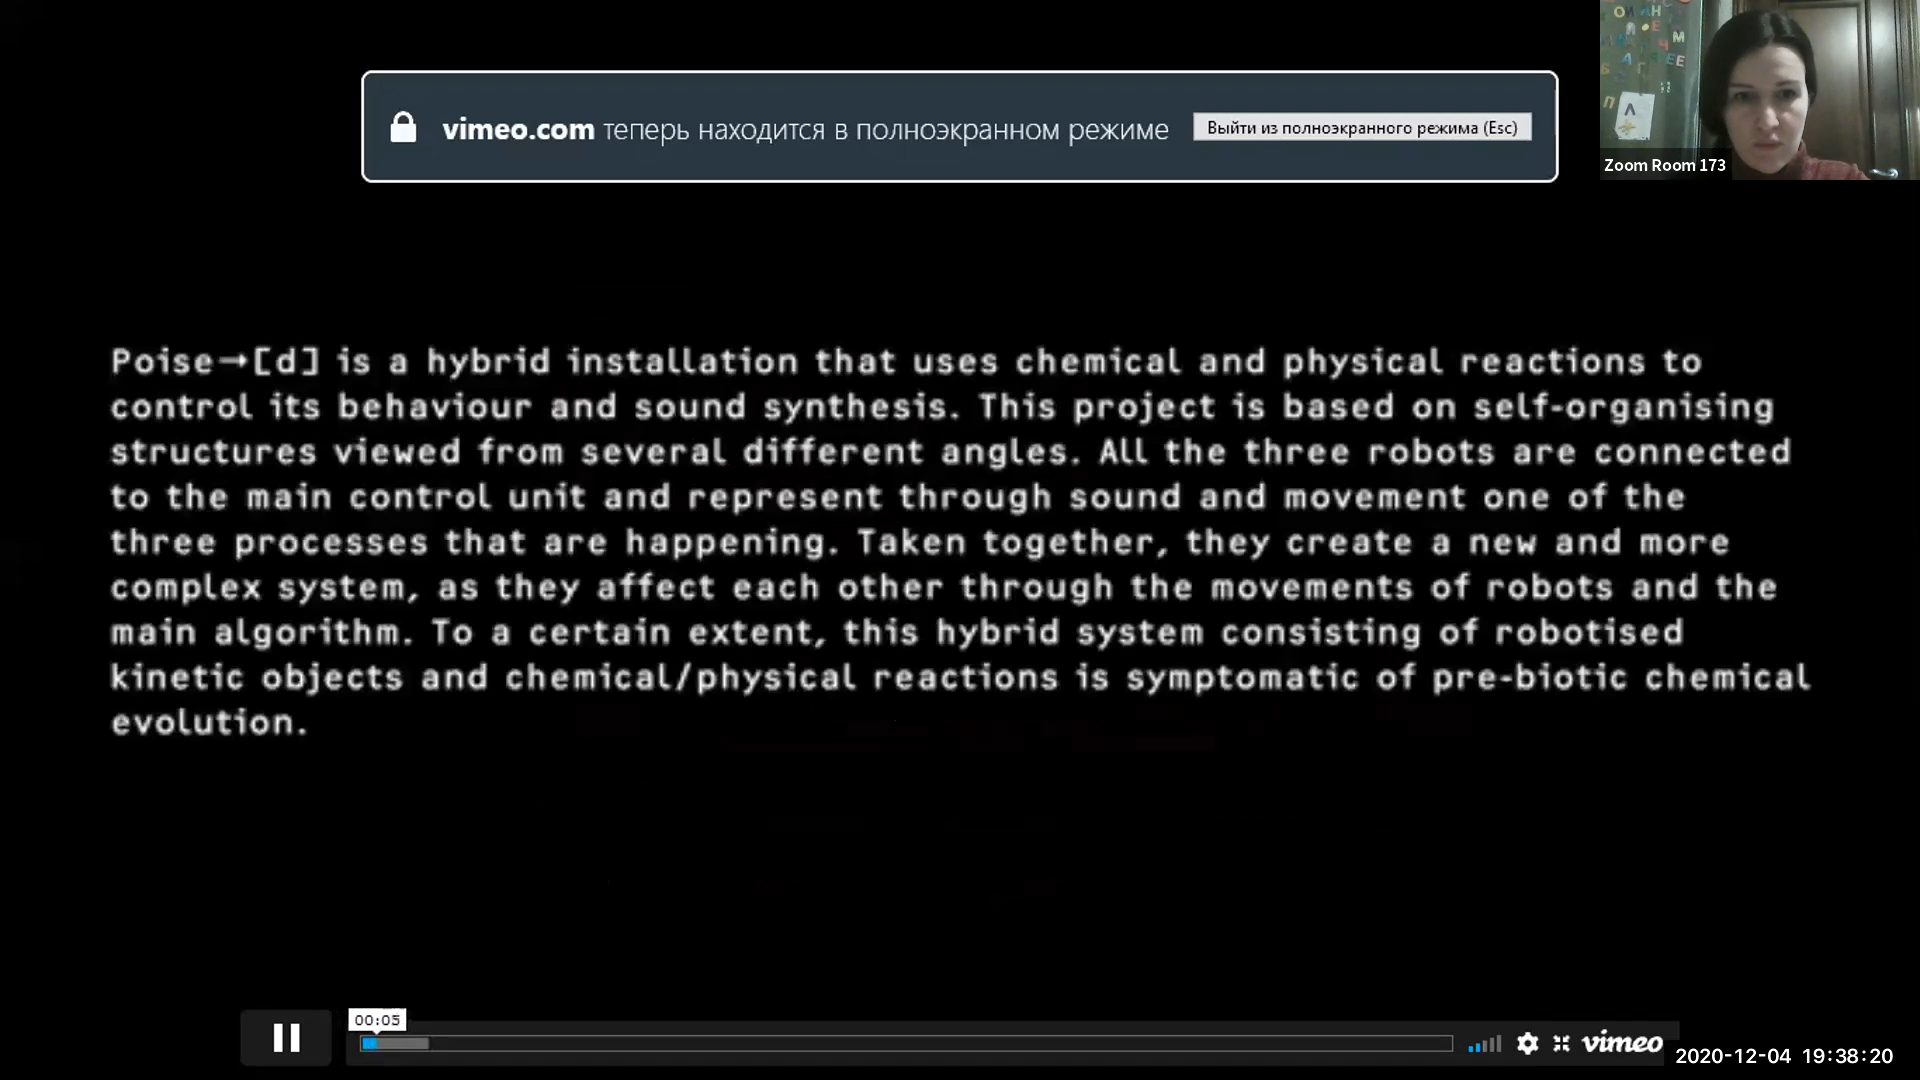 vimeo.com теперь находится в полноэкранном режиме
Выйти из полноэкранного режима (Esc)
Zoom Room 173
Poise→[d] is a hybrid installation that uses chemical and physical reactions to
control its behaviour and sound synthesis. This project is based on self-organising
structures viewed from several different angles. All the three robots are connected
to the main control unit and represent through sound and movement one of the
three processes that are happening. Taken together, they create a new and more
complex system, as they affect each other through the movements of robots and the
main algorithm. To a certain extent, this hybrid system consisting of robotised
kinetic objects and chemical/physical reactions is symptomatic of pre-biotic chemical
evolution.
00:05
vimeo
2020-12-04 19:38:20